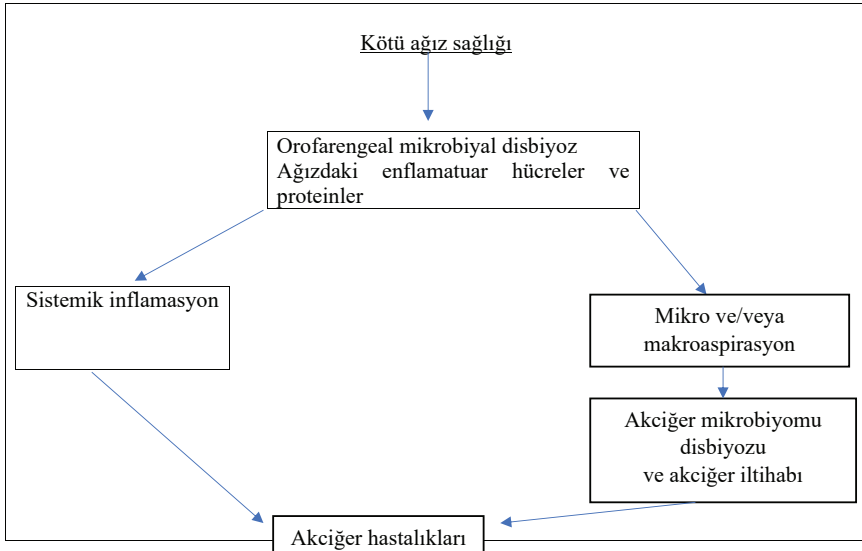 Kötü ağız sağlığı
Orofarengeal mikrobiyal disbiyoz
Ağızdaki enflamatuar hücreler ve
proteinler
Sistemik inflamasyon
Mikro ve/veya
makroaspirasyon
Akciğer mikrobiyomu
disbiyozu
ve akciğer iltihabı
Akciğer hastalıkları